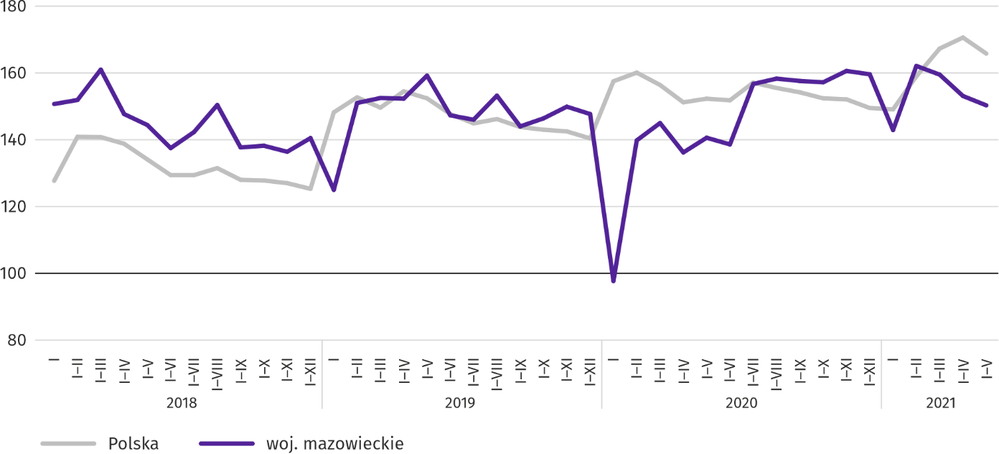 180
160
140
120
100
80
I I–II I–III I–IV I–V I–VI I–VII I–VIII I–IX I–X I–XI I–XII I I–II I–III I–IV I–V I–VI I–VII I–VIII I–IX I–X I–XI I–XII I I–II I–III I–IV I–V I–VI I–VII I–VIII I–IX I–X I–XI I–XII I I–II I–III I–IV I–V
2018 2019 2020 2021
Polska woj. mazowieckie